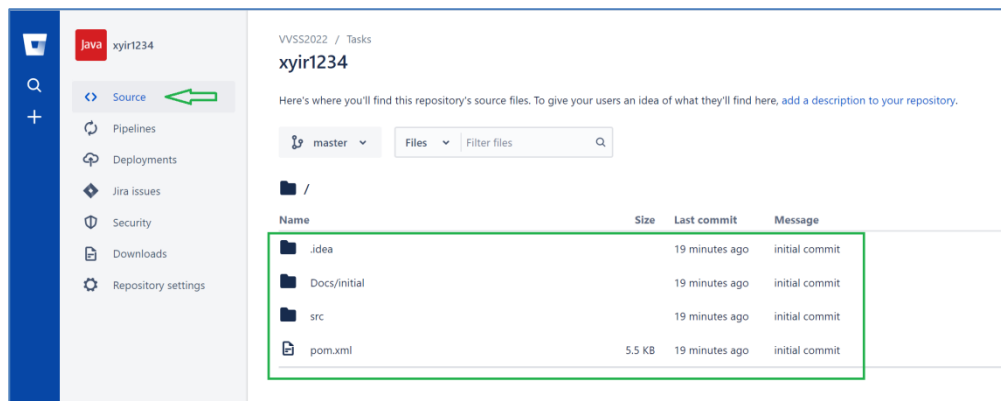 Java xyir1234
Source
Pipelines
Deployments
Jira issues
Security
Downloads
Repository settings
VVSS2022 / Tasks
xyir1234
Here's where you'll find this repository's source files. To give your users an idea of what they'll find here, add a description to your repository.
master Files Filter files
/
Name Size Last commit Message
.idea 19 minutes ago initial commit
Docs/initial 19 minutes ago initial commit
src 19 minutes ago initial commit
pom.xml 5.5 KB 19 minutes ago initial commit